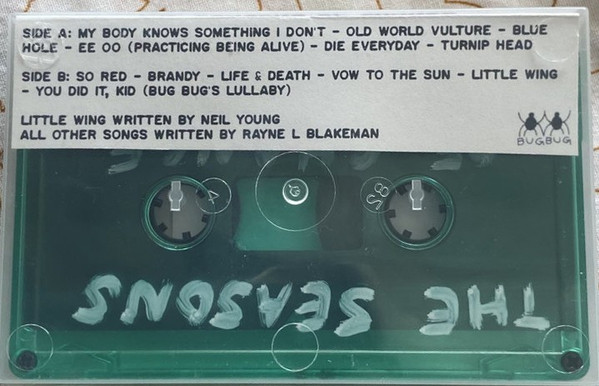 SIDE A: MY BODY KNOWS SOMETHING I DON'T - OLD WORLD VULTURE - BLUE
HOLE - EE OO (PRACTICING BEING ALIVE) - DIE EVERYDAY - TURNIP HEAD
SIDE B: SO RED - BRANDY - LIFE & DEATH - VOW TO THE SUN - LITTLE WING
- YOU DID IT, KID (BUG BUG'S LULLABY)
LITTLE WING WRITTEN BY NEIL YOUNG
ALL OTHER SONGS WRITTEN BY RAYNE L BLAKEMAN
BUGBUG
THE SEASONS